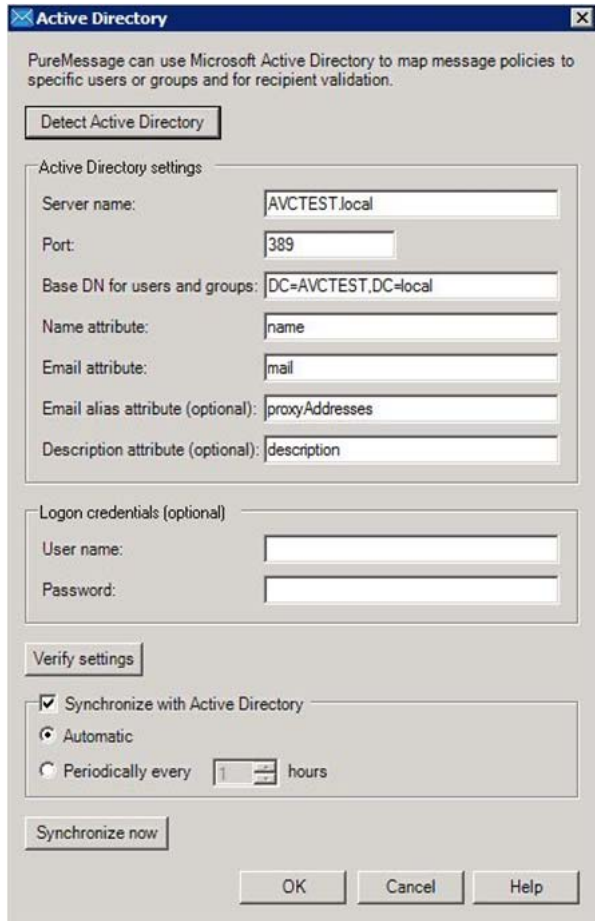 Active Directory
PureMessage can use Microsoft Active Directory to map message policies to
specific users or groups and for recipient validation.
Detect Active Directory
Active Directory settings
Server name: AVCTEST.local
Port: 389
Base DN for users and groups: DC=AVCTEST,DC=local
Name attribute: name
Email attribute: mail
Email alias attribute (optional): proxyAddresses
Description attribute (optional): description
Logon credentials (optional)
User name:
Password:
Verify settings
Synchronize with Active Directory
Automatic
Periodically every 1 hours
Synchronize now
OK Cancel Help